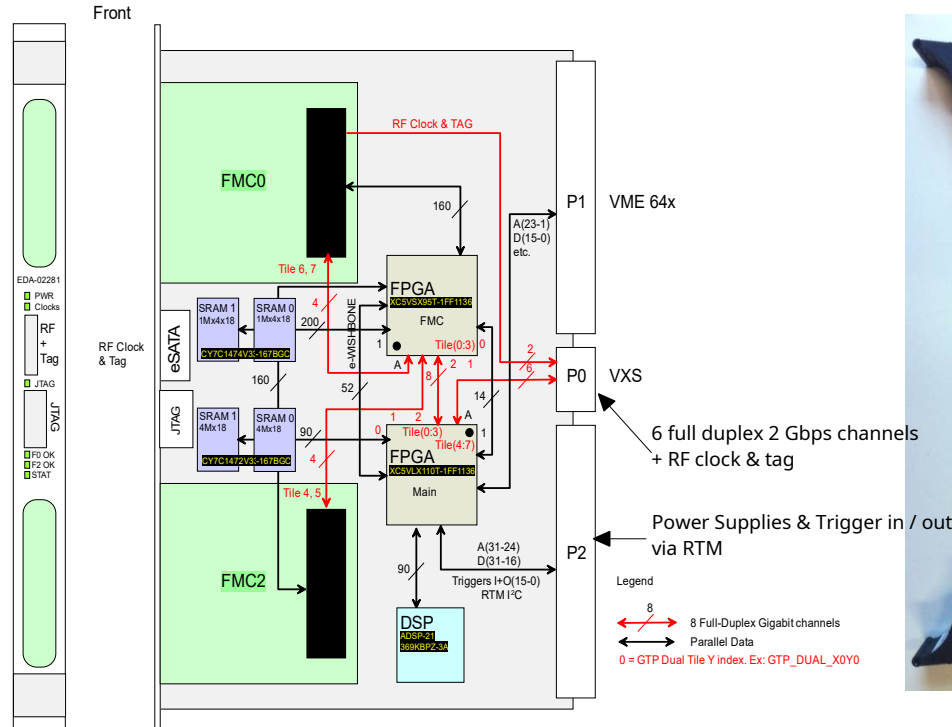 Front
EDA-02281
PWR
Clocks
RF
+
Tag
JTAG
JTAG
F0 OK
F2 OK
STAT
RF Clock
& Tag
eSATA
JTAG
FMC0
RF Clock & TAG
160
Tile 6, 7
4
200
SRAM 1
1Mx4x18
SRAM 0
1Mx4x18
CY7C1474V33-167BGC
160
SRAM 1
4Mx18
SRAM 0
4Mx18
CY7C1472V33-167BGC
90
e-WISHBONE
52
FPGA
XC5VSX95T-1FF1136
FMC
1
Tile(0:3)
0
A
8
2
1
14
4
Tile 4, 5
0
1
2
A
Tile(0:3)
Tile(4:7)
1
FPGA
XC5VLX110T-1FF1136
Main
FMC2
90
DSP
ADSP-21
369KBPZ-3A
A(23-1)
D(15-0)
etc.
2
6
A(31-24)
D(31-16)
Triggers I+O(15-0)
RTM I²C
P1
VME 64x
P0
VXS
6 full duplex 2 Gbps channels
+ RF clock & tag
P2
Power Supplies & Trigger in / out
via RTM
Legend
8
8 Full-Duplex Gigabit channels
Parallel Data
0 = GTP Dual Tile Y index. Ex: GTP_DUAL_X0Y0